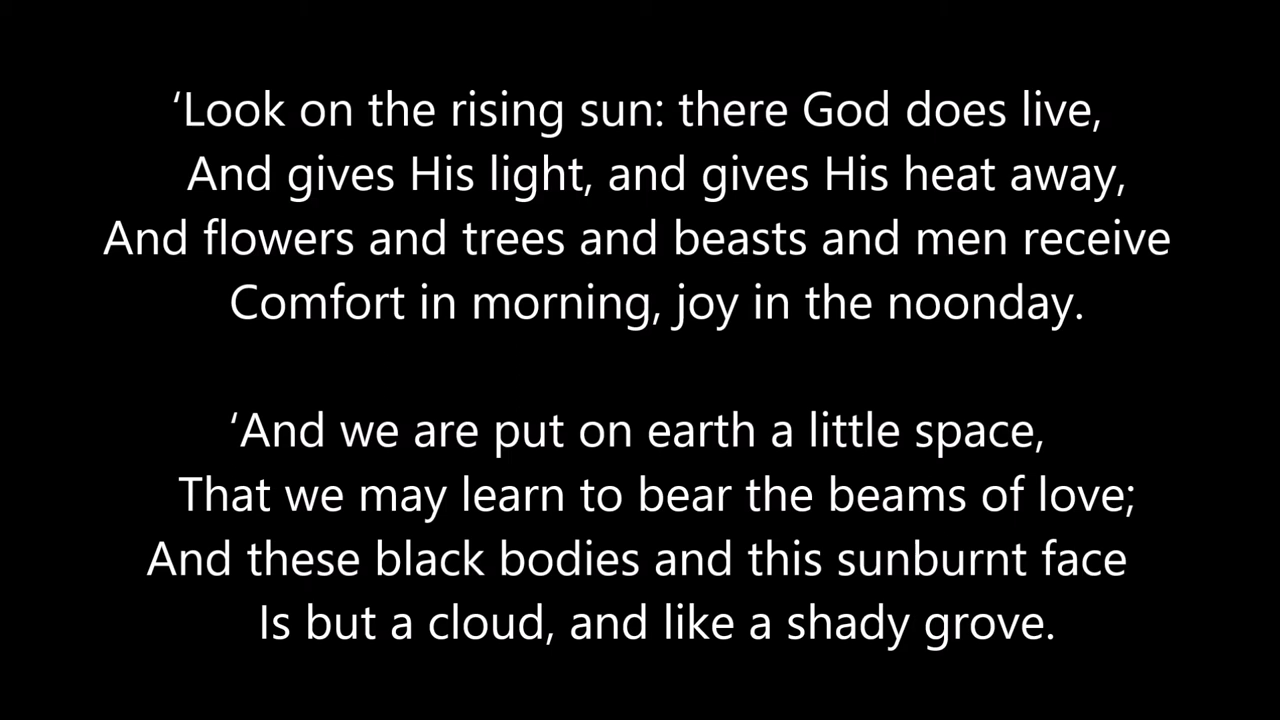 ‘Look on the rising sun: there God does live,
And gives His light, and gives His heat away,
And flowers and trees and beasts and men receive
Comfort in morning, joy in the noonday.
‘And we are put on earth a little space,
That we may learn to bear the beams of love;
And these black bodies and this sunburnt face
Is but a cloud, and like a shady grove.